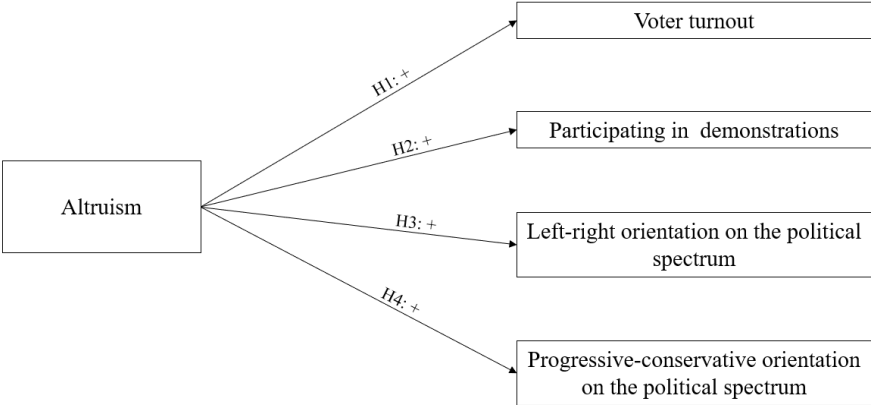 Voter turnout
H1: +
Participating in  demonstrations
H2: +
Altruism
H3: +
Left-right orientation on the political
spectrum
H4: +
Progressive-conservative orientation
on the political spectrum